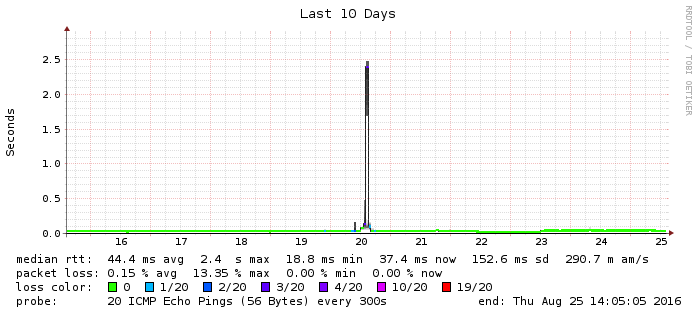 Last 10 Days
RRDTOOL / TOBI OETIKER
Seconds
2.5
2.0
1.5
1.0
0.5
0.0
16 17 18 19 20 21 22 23 24 25
median rtt: 44.4 ms avg 2.4 s max 18.8 ms min 37.4 ms now 152.6 ms sd 290.7 m am/s
packet loss: 0.15 % avg 13.35 % max 0.00 % min 0.00 % now
loss color: 0 1/20 2/20 3/20 4/20 10/20 19/20
probe: 20 ICMP Echo Pings (56 Bytes) every 300s end: Thu Aug 25 14:05:05 2016